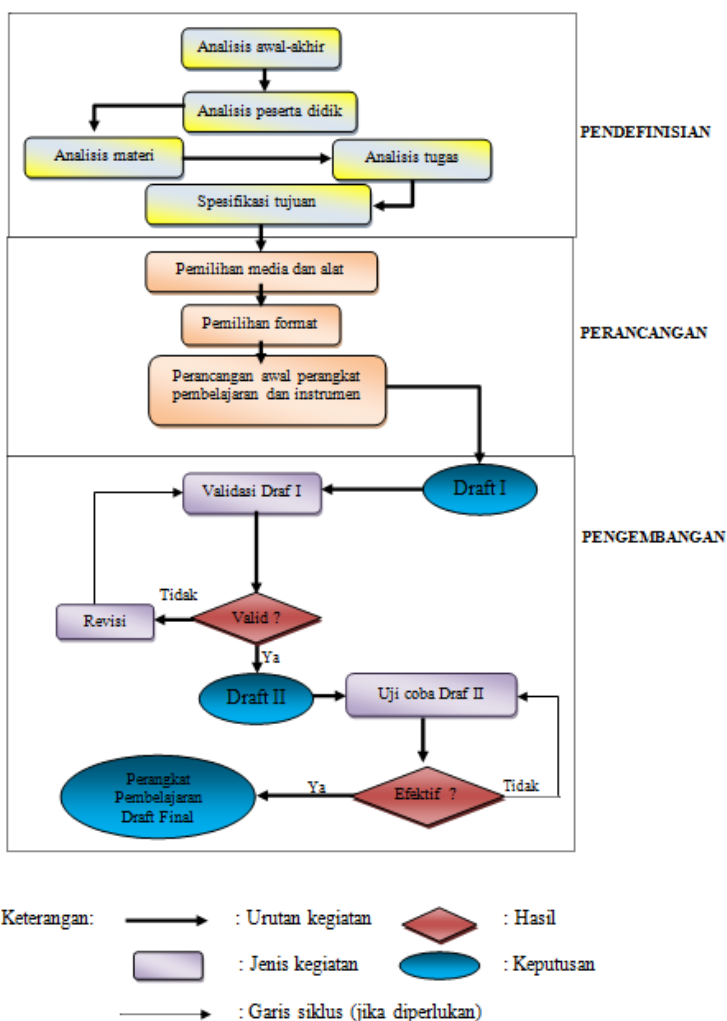 Analisis awal-akhir
Analisis peserta didik
Analisis materi
Analisis tugas
Spesifikasi tujuan
PENDEFINISIAN
Pemilihan media dan alat
Pemilihan format
Perancangan awal perangkat
pembelajaran dan instrumen
PERANCANGAN
Validasi Draf I
Draft I
PENGEMBANGAN
Tidak
Revisi
Valid ?
Ya
Draft II
Uji coba Draf II
Perangkat
Pembelajaran
Draft Final
Ya
Efektif ?
Tidak
Keterangan:
: Urutan kegiatan
: Hasil
: Jenis kegiatan
: Keputusan
: Garis siklus (jika diperlukan)